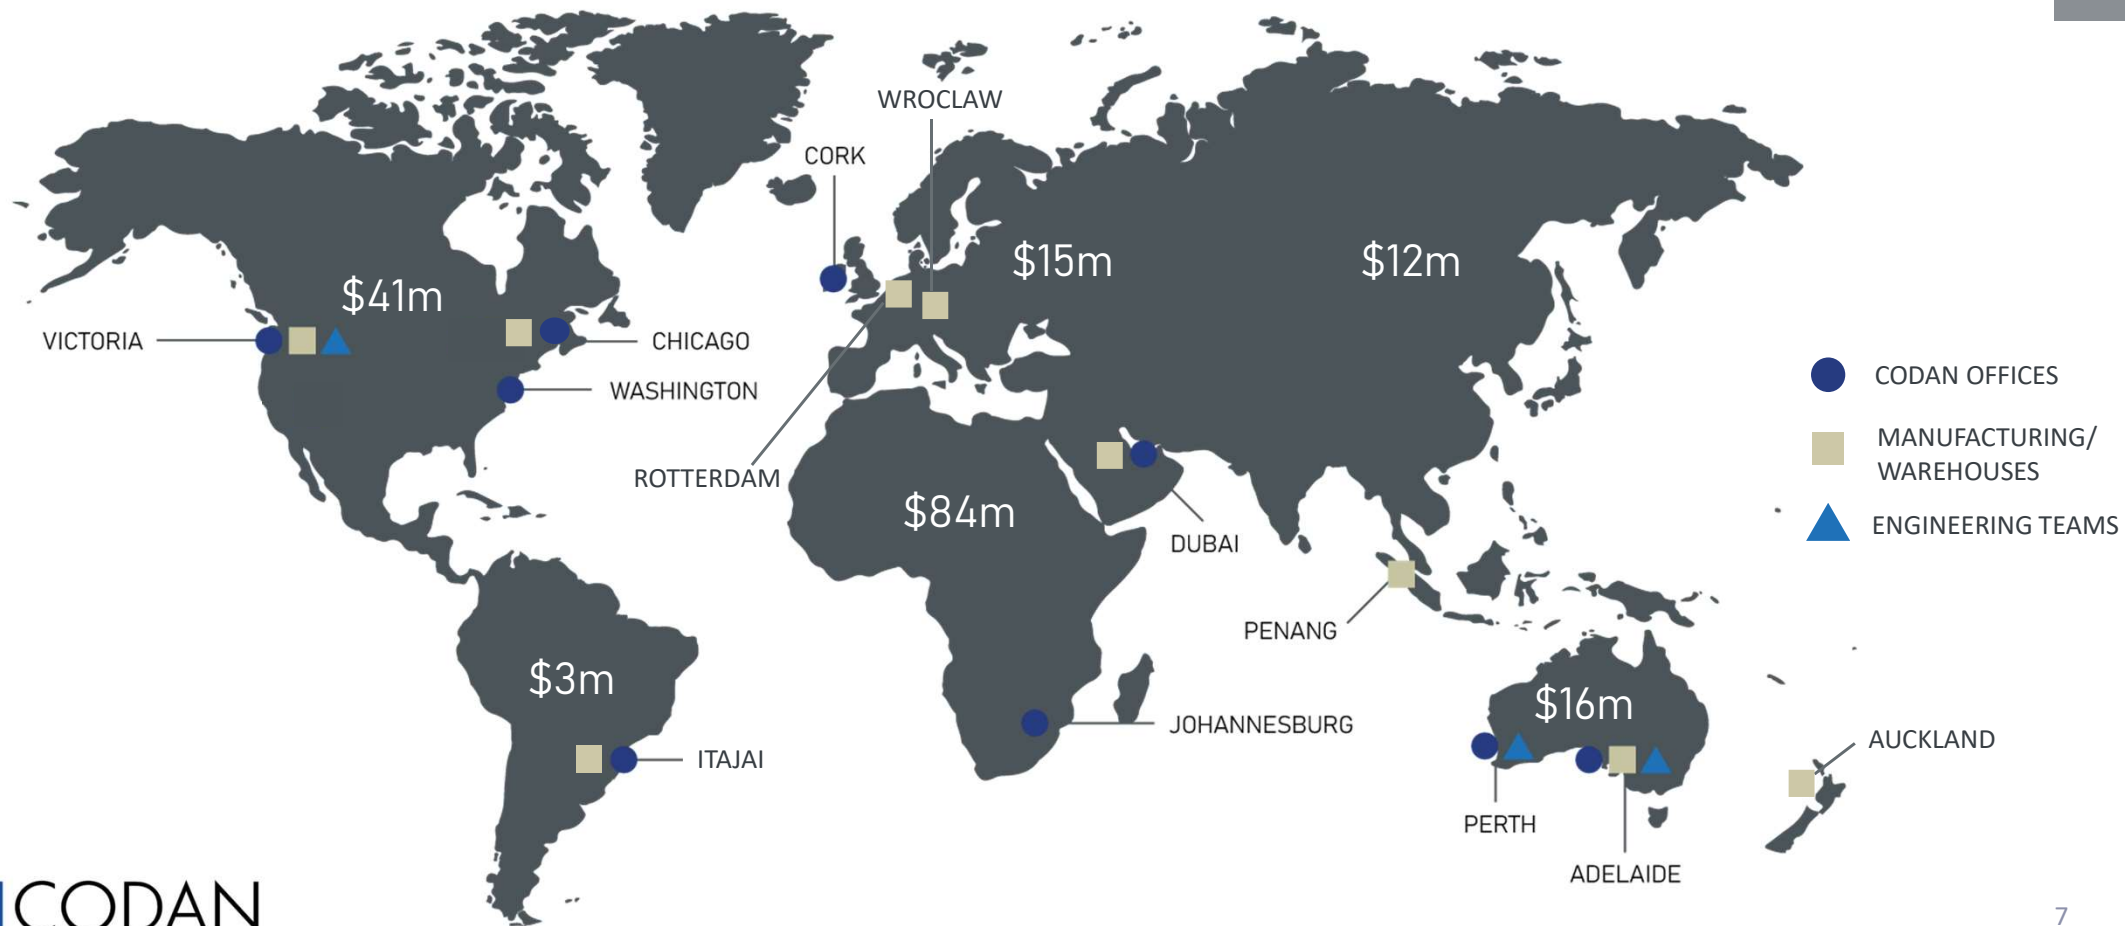 WROCLAW
CORK
$15m
$12m
$41m
VICTORIA
CHICAGO
WASHINGTON
ROTTERDAM
$84m
DUBAI
PENANG
$3m
ITAJAI
JOHANNESBURG
$16m
PERTH
ADELAIDE
AUCKLAND
CODAN OFFICES
MANUFACTURING/
WAREHOUSES
ENGINEERING TEAMS
CODAN
7